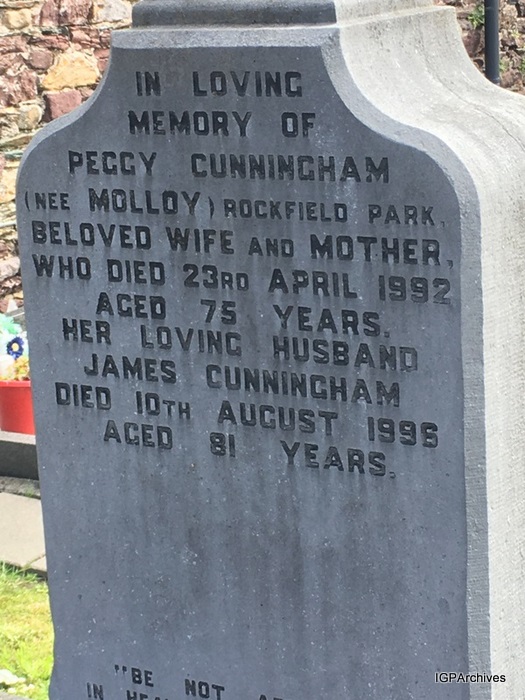 IN LOVING
MEMORY OF
PEGGY CUNNINGHAM
(NEE MOLLOY) ROCKFIELD PARK,
BELOVED WIFE AND MOTHER,
WHO DIED 23RD APRIL 1992
AGED 75 YEARS.
HER LOVING HUSBAND
JAMES CUNNINGHAM
DIED 10TH AUGUST 1996
AGED 81 YEARS.
"BE NOT
IN
IGPArchives